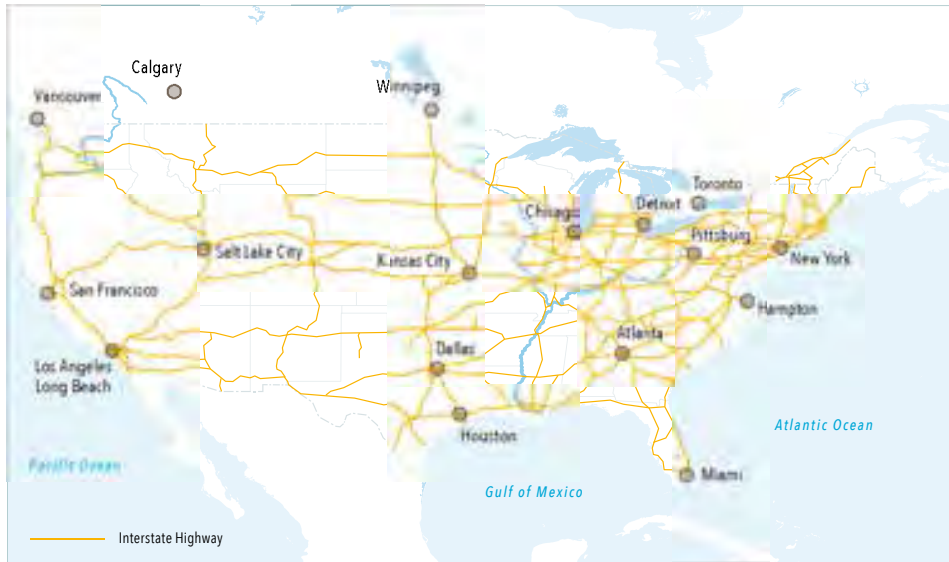 Calgary
Winnipeg
Vancouver
Toronto
Detroit
Chicago
Pittsburg
Salt Lake City
Kansas City
New York
San Francisco
Hampton
Atlanta
Dallas
Los Angeles
Long Beach
Houston
Atlantic Ocean
Pacific Ocean
Miami
Gulf of Mexico
Interstate Highway